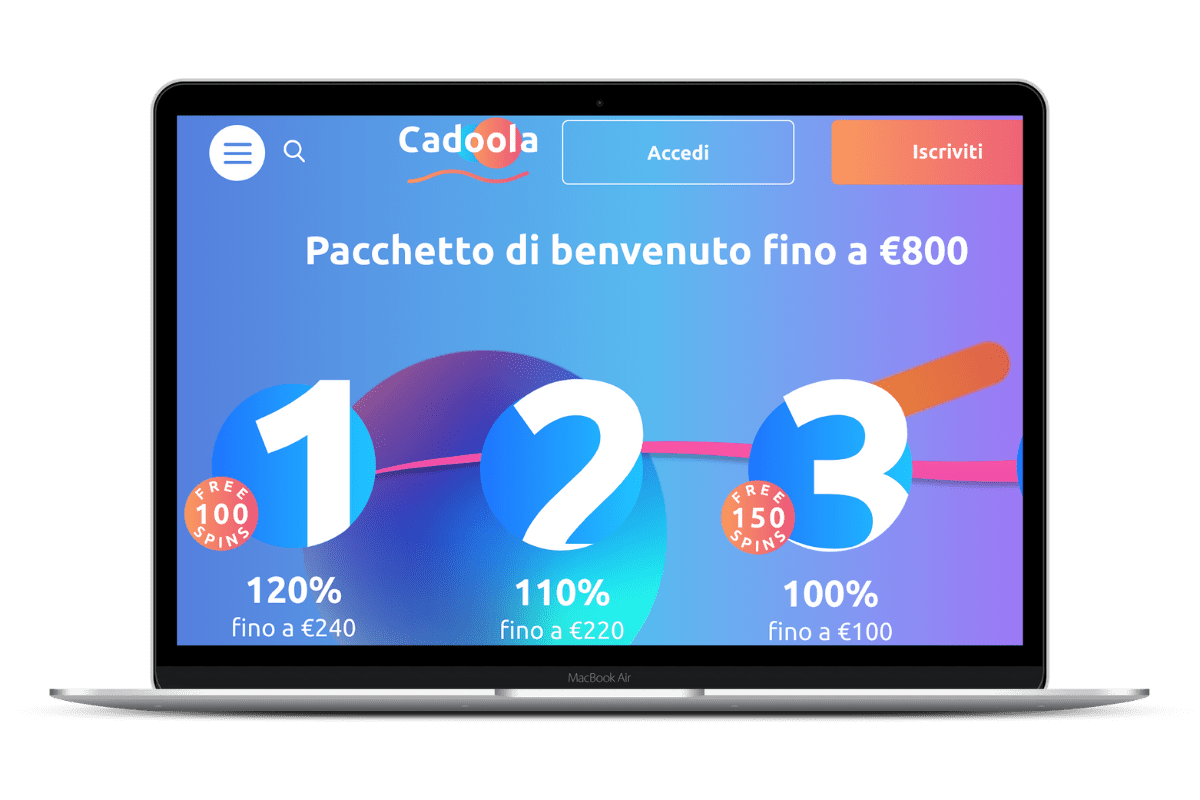 Cadoola
Accedi
Iscriviti
Pacchetto di benvenuto fino a €800
1
2
3
FREE
100
SPINS
FREE
150
SPINS
120%
fino a €240
110%
fino a €220
100%
fino a €100
MacBook Air